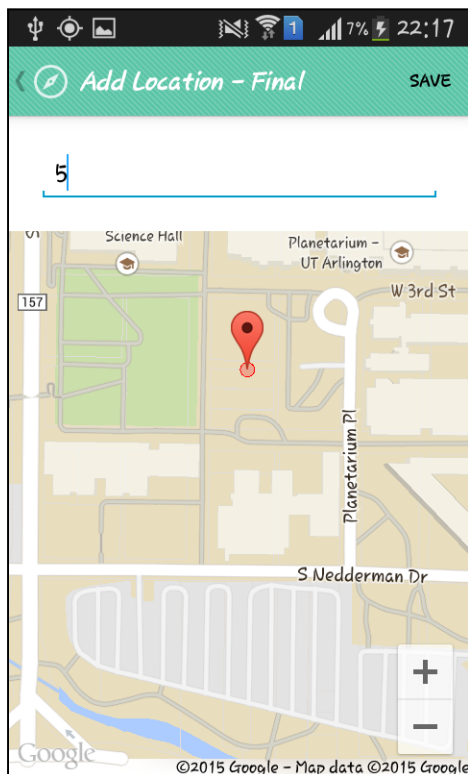 1 7% 22:17
Add Location - Final SAVE
5
Science Hall
Planetarium -
UT Arlington
W 3rd St
157
Planetarium Pl
S Nedderman Dr
+
−
Google
©2015 Google - Map data ©2015 Google